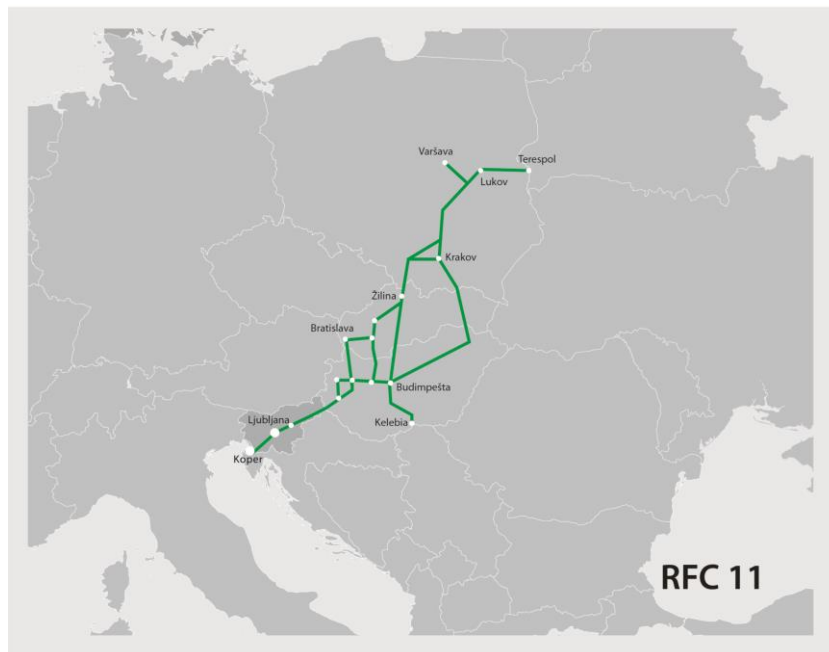 Varšava
Terespol
Lukov
Krakov
Žilina
Bratislava
Budimpešta
Ljubljana
Kelebia
Koper
RFC 11